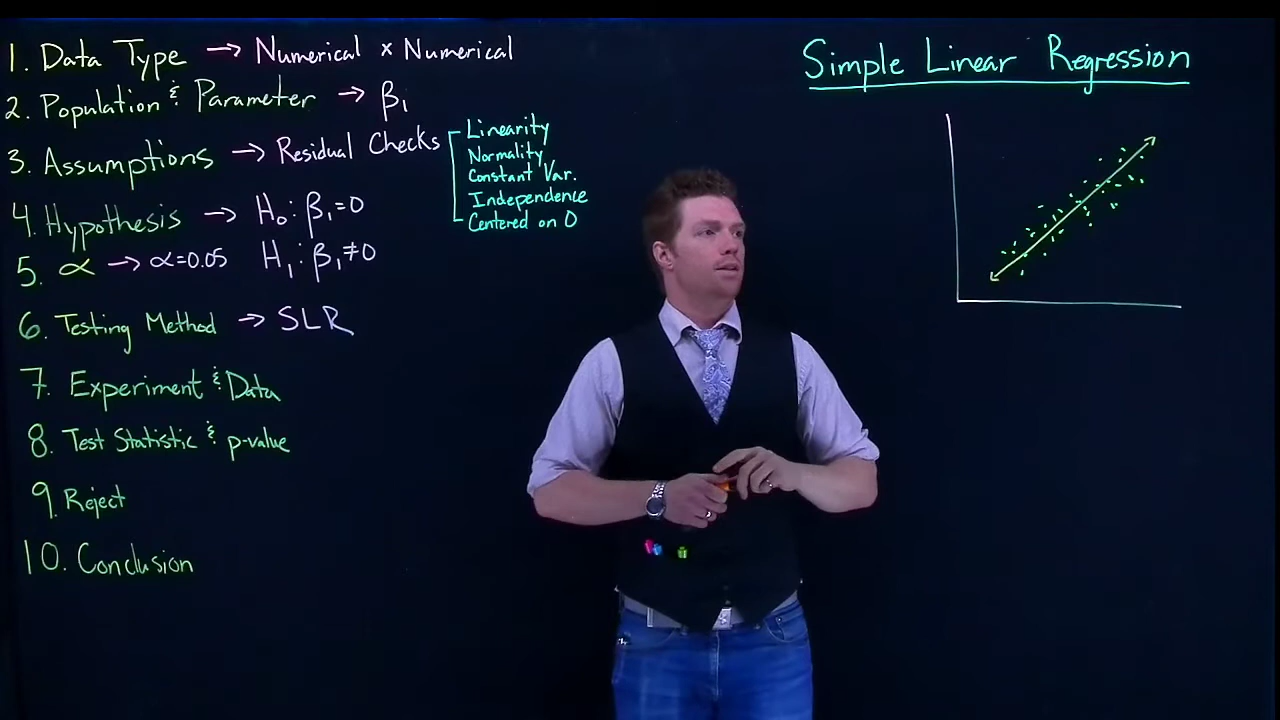 Simple Linear Regression
1. Data Type → Numerical x Numerical
2. Population & Parameter → β₁
3. Assumptions → Residual Checks
Linearity
Normality
Constant Var.
Independence
Centered on 0
4. Hypothesis → H₀: β₁=0
H₁: β₁≠0
5. α → α=0.05
6. Testing Method → SLR
7. Experiment & Data
8. Test Statistic & p-value
9. Reject
10. Conclusion